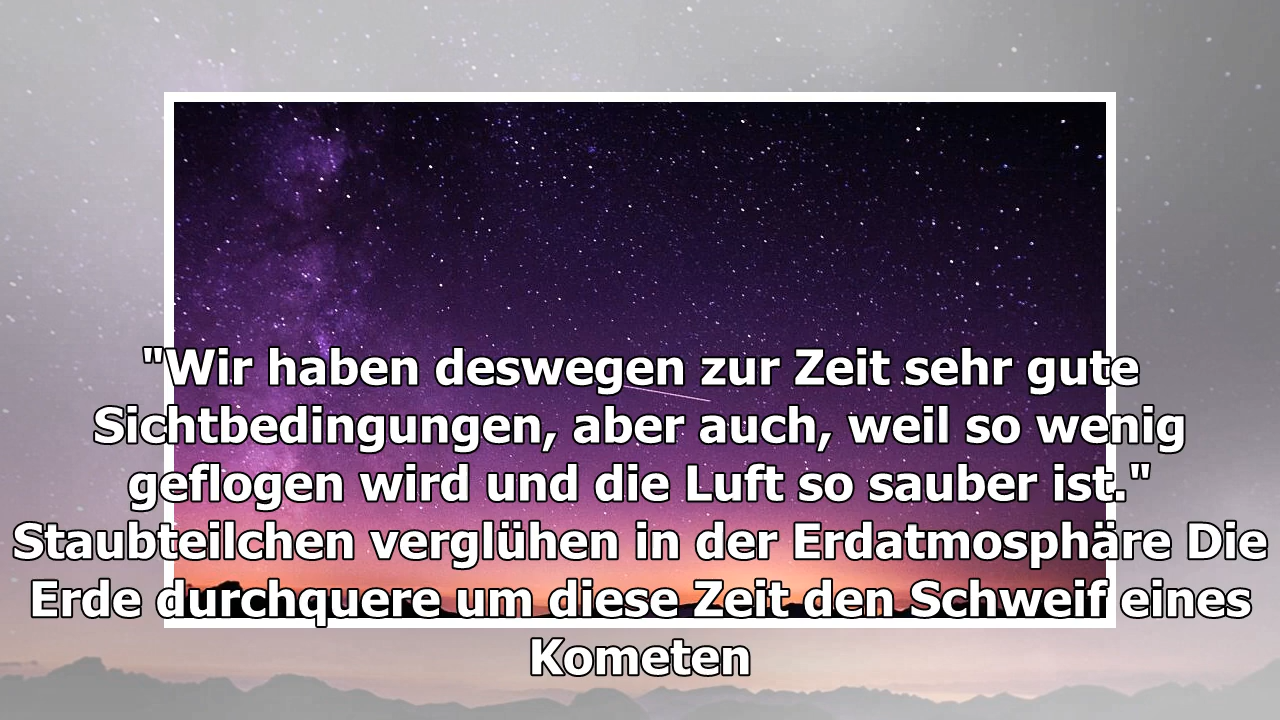 "Wir haben deswegen zur Zeit sehr gute
Sichtbedingungen, aber auch, weil so wenig
geflogen wird und die Luft so sauber ist."
Staubteilchen verglühen in der Erdatmosphäre Die
Erde durchquere um diese Zeit den Schweif eines
Kometen